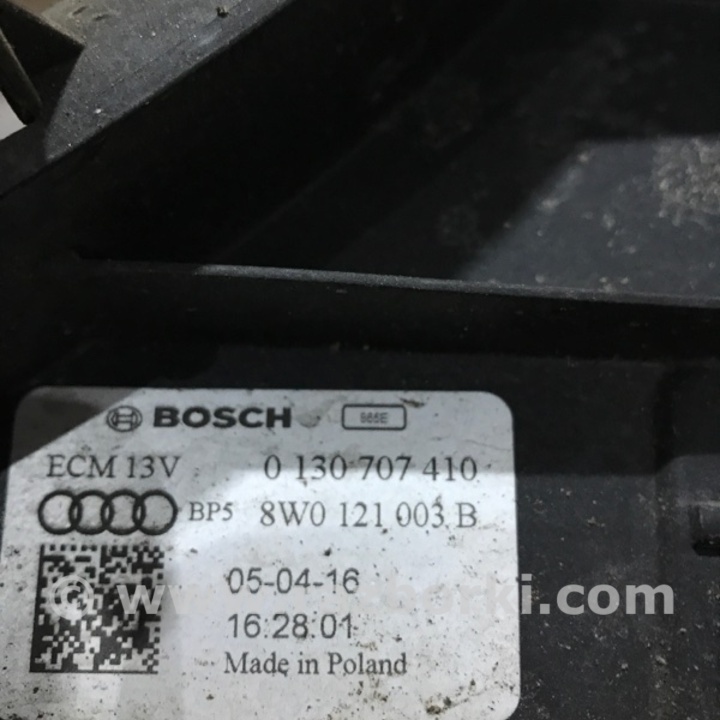 BOSCH
ECM 13V 0 130 707 410
BP5 8W0 121 003 B
05-04-16
16:28:01
Made in Poland